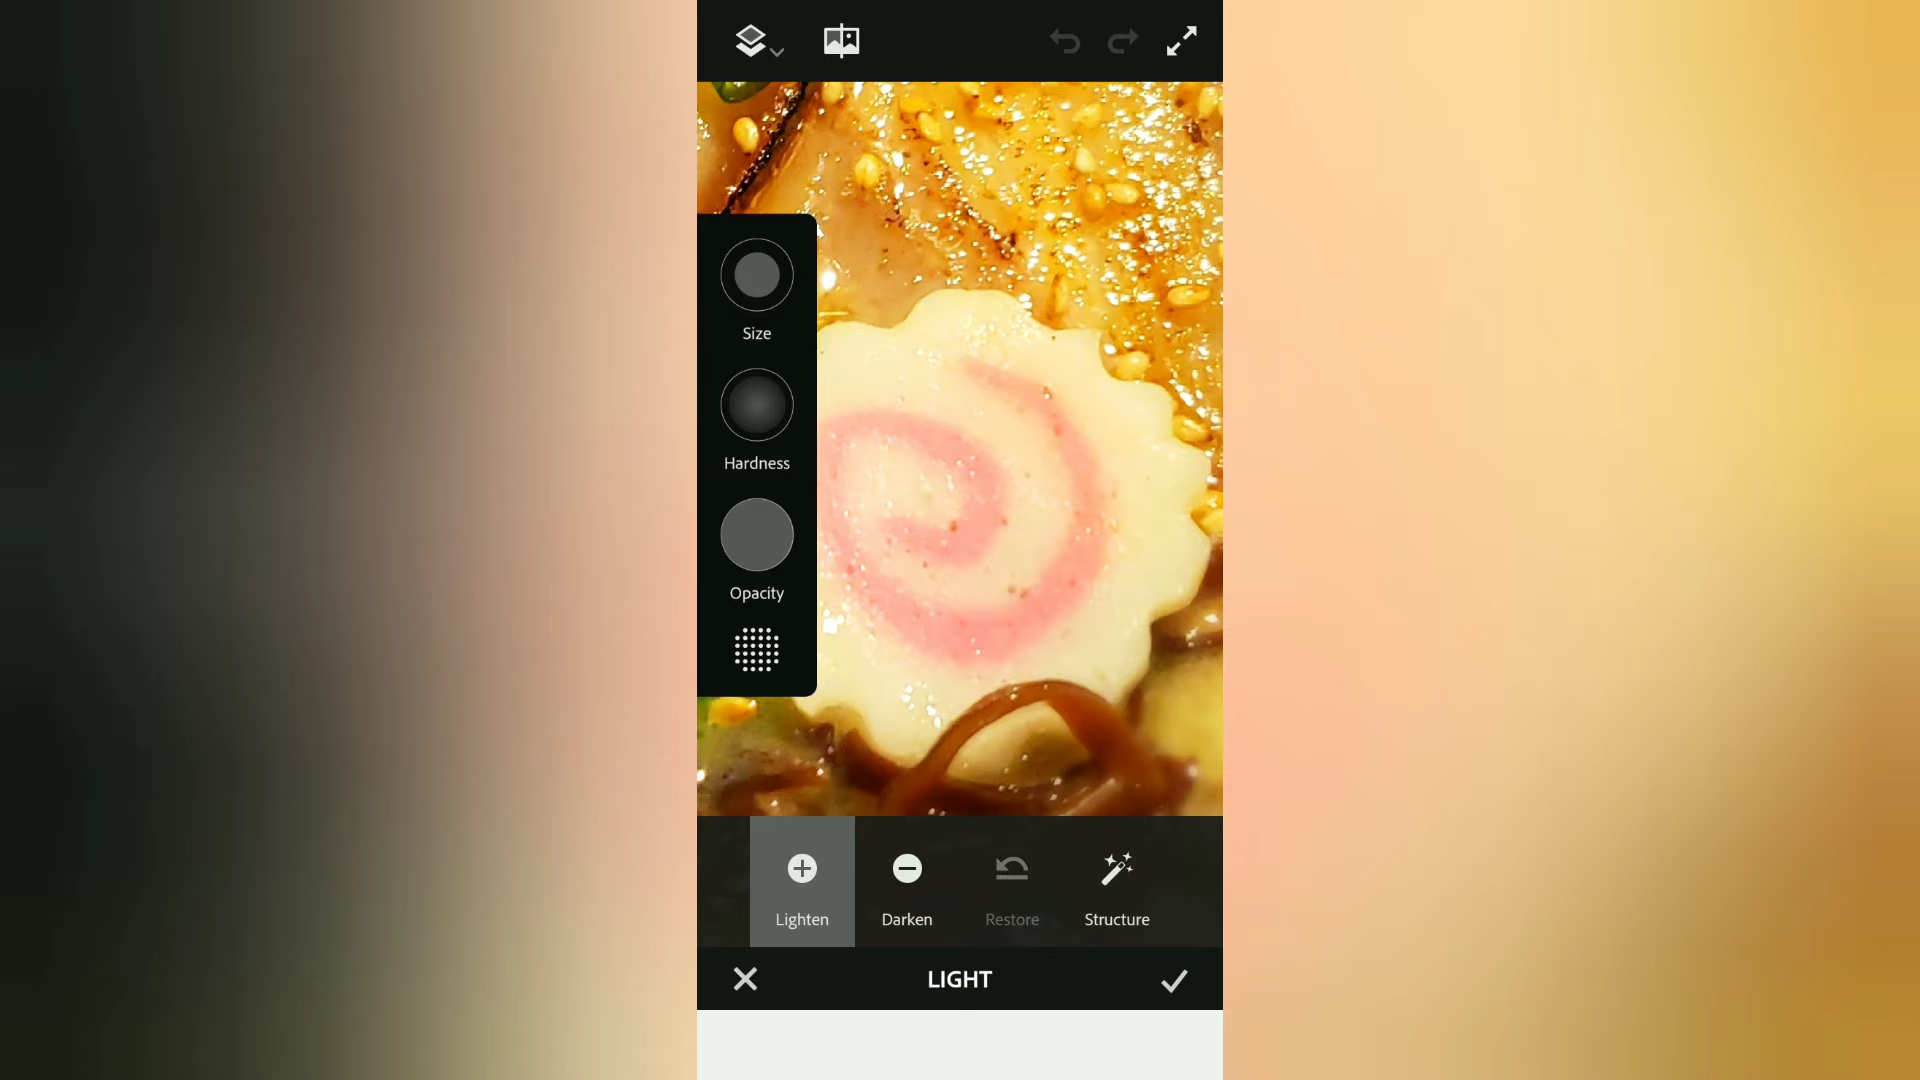 Size
Hardness
Opacity
Lighten Darken Restore Structure
LIGHT